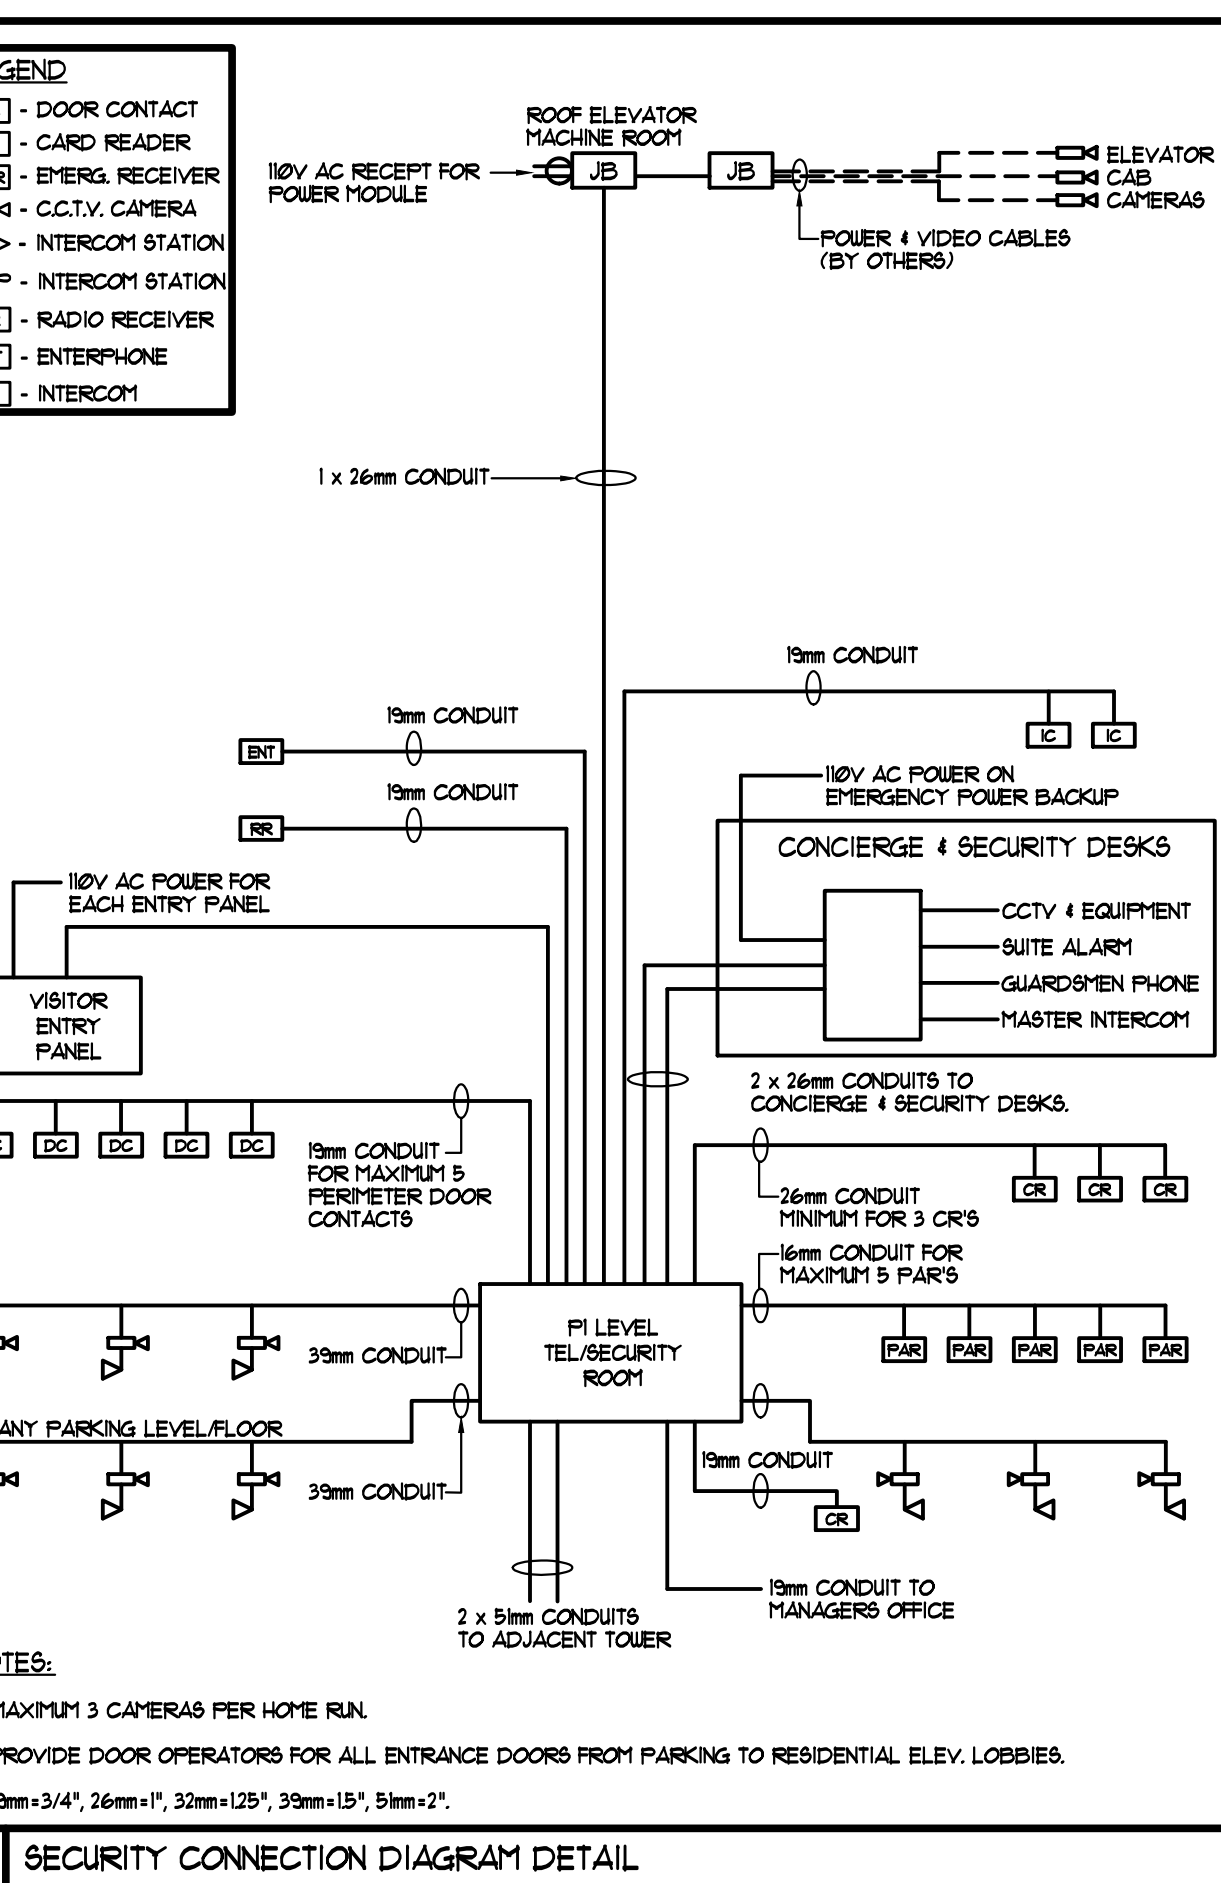 GEND
- DOOR CONTACT
- CARD READER
R - EMERG. RECEIVER
- C.C.T.V. CAMERA
- INTERCOM STATION
- INTERCOM STATION
- RADIO RECEIVER
- ENTERPHONE
- INTERCOM
ROOF ELEVATOR
MACHINE ROOM
110V AC RECEPT FOR
POWER MODULE
JB
JB
ELEVATOR
CAB
CAMERAS
POWER & VIDEO CABLES
(BY OTHERS)
1 x 26mm CONDUIT
19mm CONDUIT
IC
IC
19mm CONDUIT
ENT
19mm CONDUIT
RR
110V AC POWER ON
EMERGENCY POWER BACKUP
CONCIERGE & SECURITY DESKS
CCTV & EQUIPMENT
SUITE ALARM
GUARDSMEN PHONE
MASTER INTERCOM
110V AC POWER FOR
EACH ENTRY PANEL
VISITOR
ENTRY
PANEL
2 x 26mm CONDUITS TO
CONCIERGE & SECURITY DESKS.
DC
DC
DC
DC
19mm CONDUIT
FOR MAXIMUM 5
PERIMETER DOOR
CONTACTS
26mm CONDUIT
MINIMUM FOR 3 CR'S
CR
CR
CR
16mm CONDUIT FOR
MAXIMUM 5 PAR'S
P1 LEVEL
TEL/SECURITY
ROOM
39mm CONDUIT
PAR
PAR
PAR
PAR
PAR
ANY PARKING LEVEL/FLOOR
39mm CONDUIT
19mm CONDUIT
CR
2 x 51mm CONDUITS
TO ADJACENT TOWER
19mm CONDUIT TO
MANAGERS OFFICE
TES:
MAXIMUM 3 CAMERAS PER HOME RUN.
PROVIDE DOOR OPERATORS FOR ALL ENTRANCE DOORS FROM PARKING TO RESIDENTIAL ELEV. LOBBIES.
9mm=3/4", 26mm=1", 32mm=1.25", 39mm=1.5", 51mm=2".
SECURITY CONNECTION DIAGRAM DETAIL